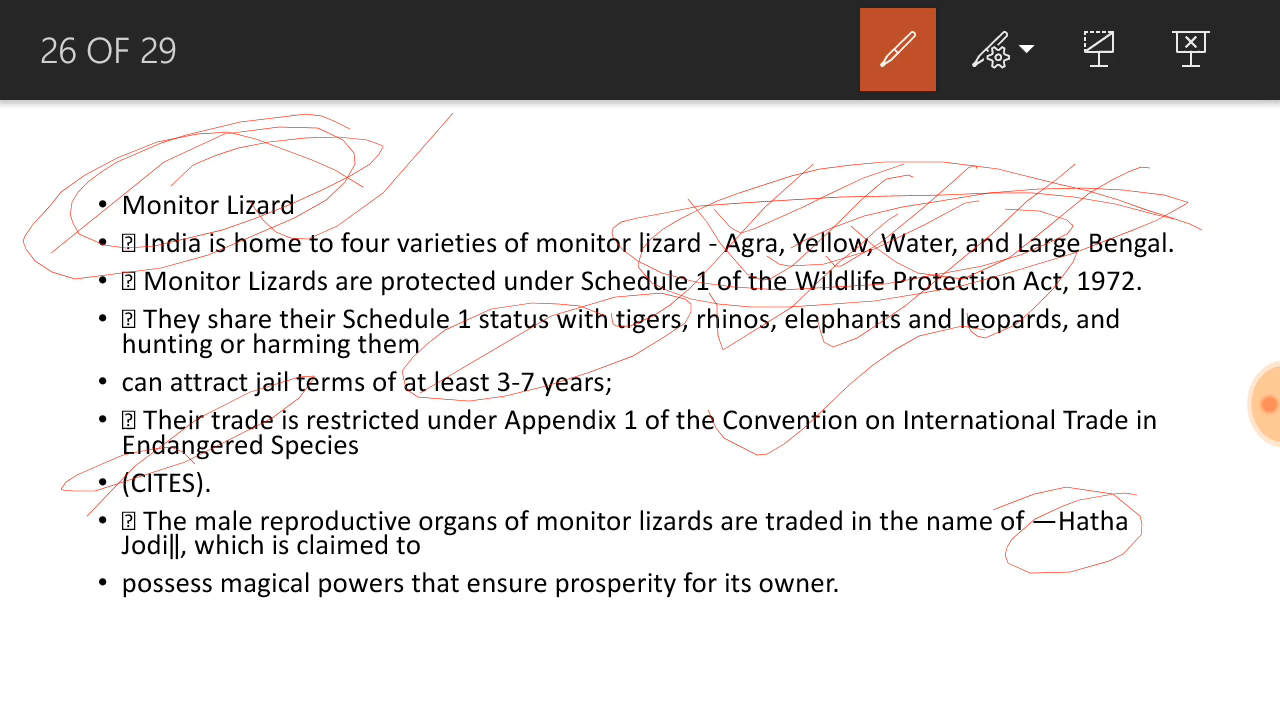 26 OF 29
• Monitor Lizard
• ⍰ India is home to four varieties of monitor lizard - Agra, Yellow, Water, and Large Bengal.
• ⍰ Monitor Lizards are protected under Schedule 1 of the Wildlife Protection Act, 1972.
• ⍰ They share their Schedule 1 status with tigers, rhinos, elephants and leopards, and
hunting or harming them
• can attract jail terms of at least 3-7 years;
• ⍰ Their trade is restricted under Appendix 1 of the Convention on International Trade in
Endangered Species
• (CITES).
• ⍰ The male reproductive organs of monitor lizards are traded in the name of ―Hatha
Jodi‖, which is claimed to
• possess magical powers that ensure prosperity for its owner.